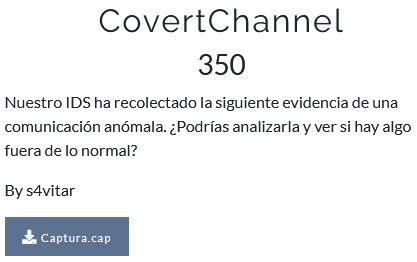 CovertChannel
350
Nuestro IDS ha recolectado la siguiente evidencia de una
comunicación anómala. ¿Podrías analizarla y ver si hay algo
fuera de lo normal?
By s4vitar
Captura.cap